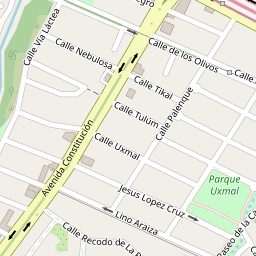 Calle Vía Láctea
Calle Nebulosa
Calle de los Olivos
Calle Tikal
Calle Palenque
Calle Tulúm
Avenida Constitución
Calle Uxmal
Parque
Uxmal
Jesus Lopez Cruz
Lino Araiza
Calle Recodo de La